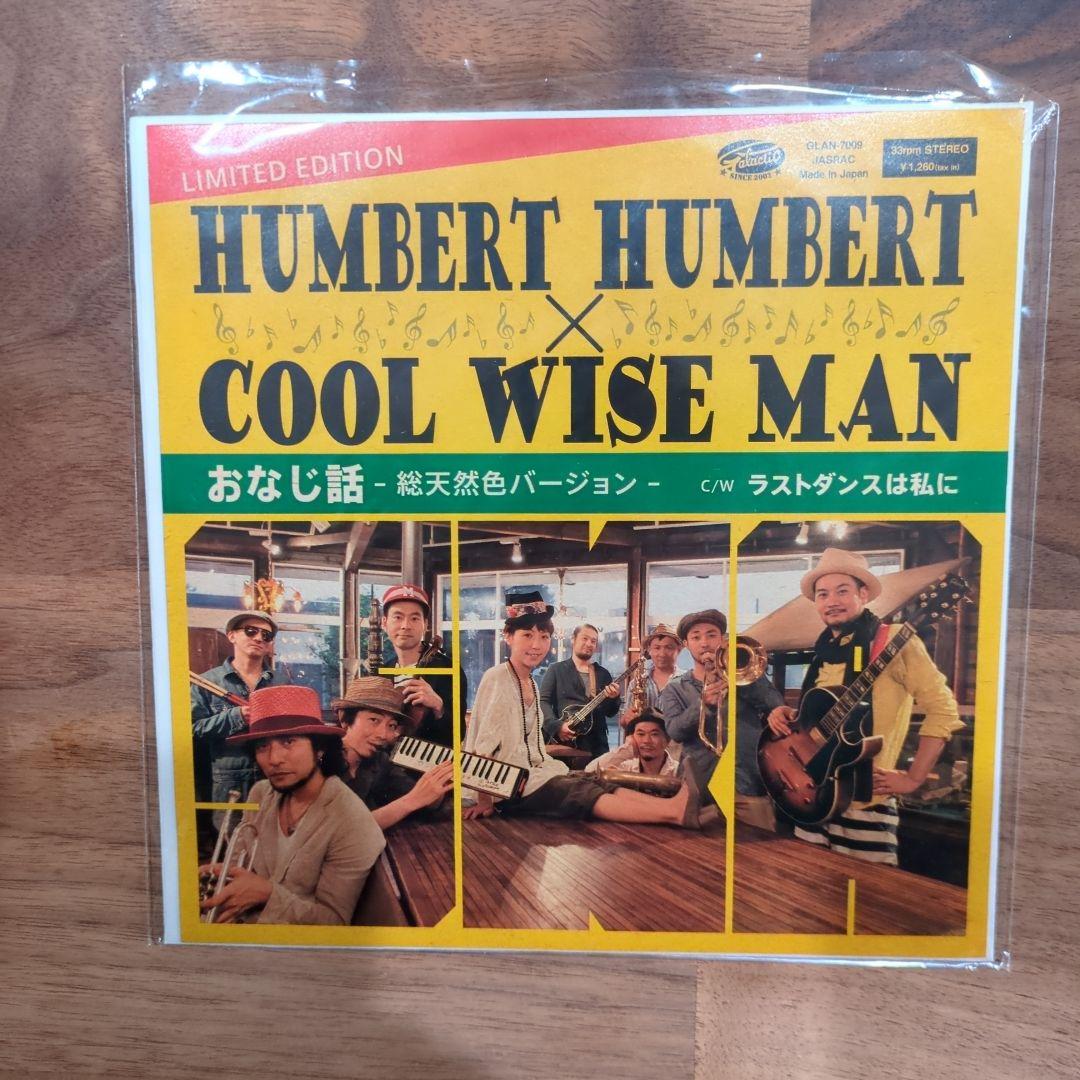 LIMITED EDITION
Galactic
SINCE 2001
GLAN-7009
JASRAC
Made In Japan
33rpm STEREO
¥1,260(tax in)
HUMBERT HUMBERT
×
COOL WISE MAN
おなじ話 - 総天然色バージョン - C/W ラストダンスは私に
SKA